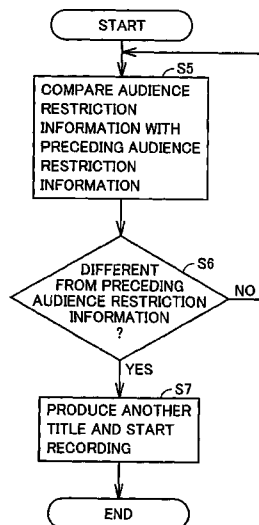 START
S5
COMPARE AUDIENCE
RESTRICTION
INFORMATION WITH
PRECEDING AUDIENCE
RESTRICTION
INFORMATION
S6
DIFFERENT
FROM PRECEDING
AUDIENCE RESTRICTION
INFORMATION
?
NO
YES
S7
PRODUCE ANOTHER
TITLE AND START
RECORDING
END